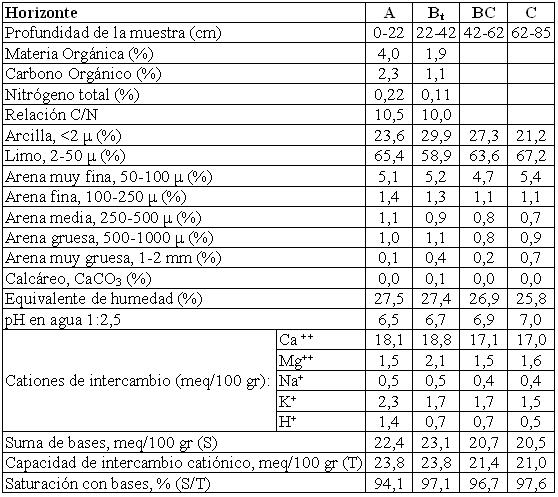 Horizonte A Bt BC C
Profundidad de la muestra (cm) 0-22 22-42 42-62 62-85
Materia Orgánica (%) 4,0 1,9
Carbono Orgánico (%) 2,3 1,1
Nitrógeno total (%) 0,22 0,11
Relación C/N 10,5 10,0
Arcilla, <2 μ (%) 23,6 29,9 27,3 21,2
Limo, 2-50 μ (%) 65,4 58,9 63,6 67,2
Arena muy fina, 50-100 μ (%) 5,1 5,2 4,7 5,4
Arena fina, 100-250 μ (%) 1,4 1,3 1,1 1,1
Arena media, 250-500 μ (%) 1,1 0,9 0,8 0,7
Arena gruesa, 500-1000 μ (%) 1,0 1,1 0,8 0,9
Arena muy gruesa, 1-2 mm (%) 0,1 0,4 0,2 0,7
Calcáreo, CaCO3 (%) 0,0 0,1 0,0 0,0
Equivalente de humedad (%) 27,5 27,4 26,9 25,8
pH en agua 1:2,5 6,5 6,7 6,9 7,0
Cationes de intercambio (meq/100 gr):
Ca ++ 18,1 18,8 17,1 17,0
Mg++ 1,5 2,1 1,5 1,6
Na+ 0,5 0,5 0,4 0,4
K+ 2,3 1,7 1,7 1,5
H+ 1,4 0,7 0,7 0,5
Suma de bases, meq/100 gr (S) 22,4 23,1 20,7 20,5
Capacidad de intercambio catiónico, meq/100 gr (T) 23,8 23,8 21,4 21,0
Saturación con bases, % (S/T) 94,1 97,1 96,7 97,6